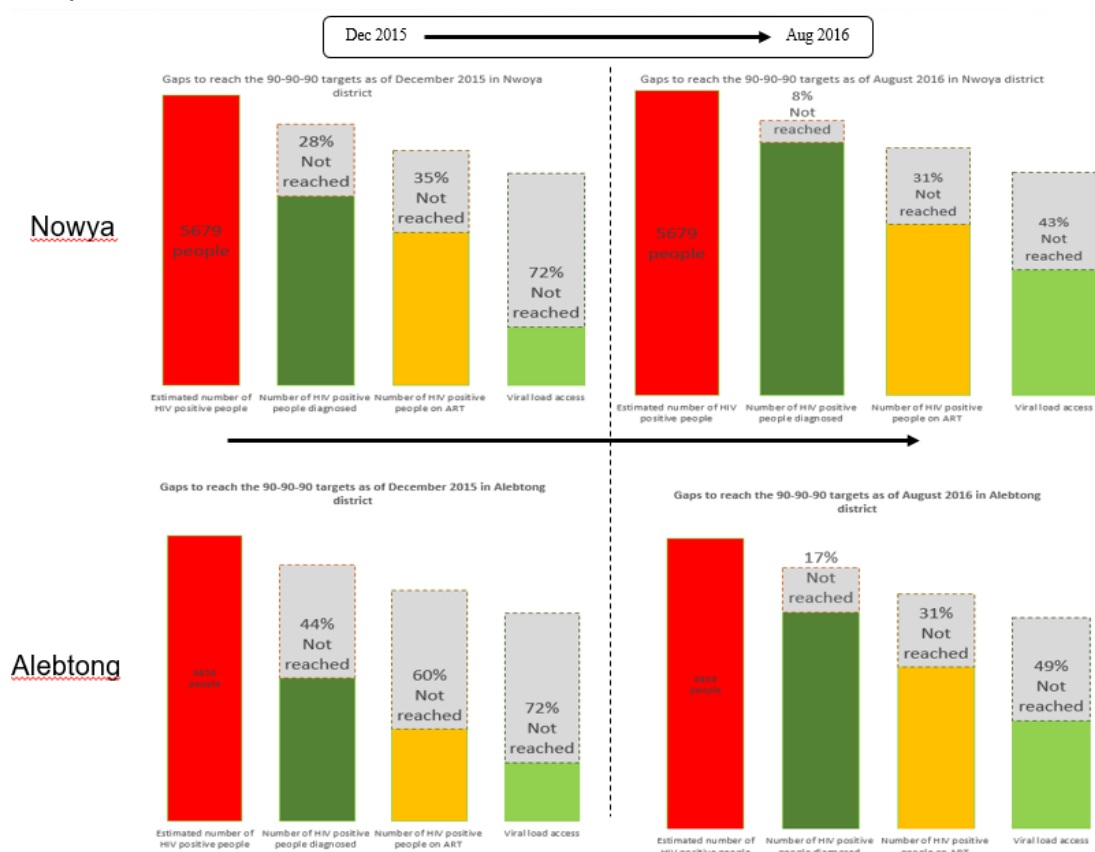 Dec 2015
Aug 2016
Gaps to reach the 90-90-90 targets as of December 2015 in Nwoya
district
28%
Not
reached
35%
Not
reached
72%
Not
reached
5679
people
Estimated number of
HIV positive people
Number of HIV positive
people diagnosed
Number of HIV positive
people on ART
Viral load access
Gaps to reach the 90-90-90 targets as of August 2016 in Nwoya district
8%
Not
reached
31%
Not
reached
43%
Not
reached
5679
people
Estimated number of HIV
positive people
Number of HIV positive
people diagnosed
Number of HIV positive
people on ART
Viral load access
Nowya
Gaps to reach the 90-90-90 targets as of December 2015 in Alebtong
district
44%
Not
reached
60%
Not
reached
72%
Not
reached
people
Estimated number of
HIV positive people
Number of HIV positive
people diagnosed
Number of HIV positive
people on ART
Viral load access
Gaps to reach the 90-90-90 targets as of August 2016 in Alebtong
district
17%
Not
reached
31%
Not
reached
49%
Not
reached
people
Estimated number of
HIV positive people
Number of HIV positive
people diagnosed
Number of HIV positive
people on ART
Viral load access
Alebtong